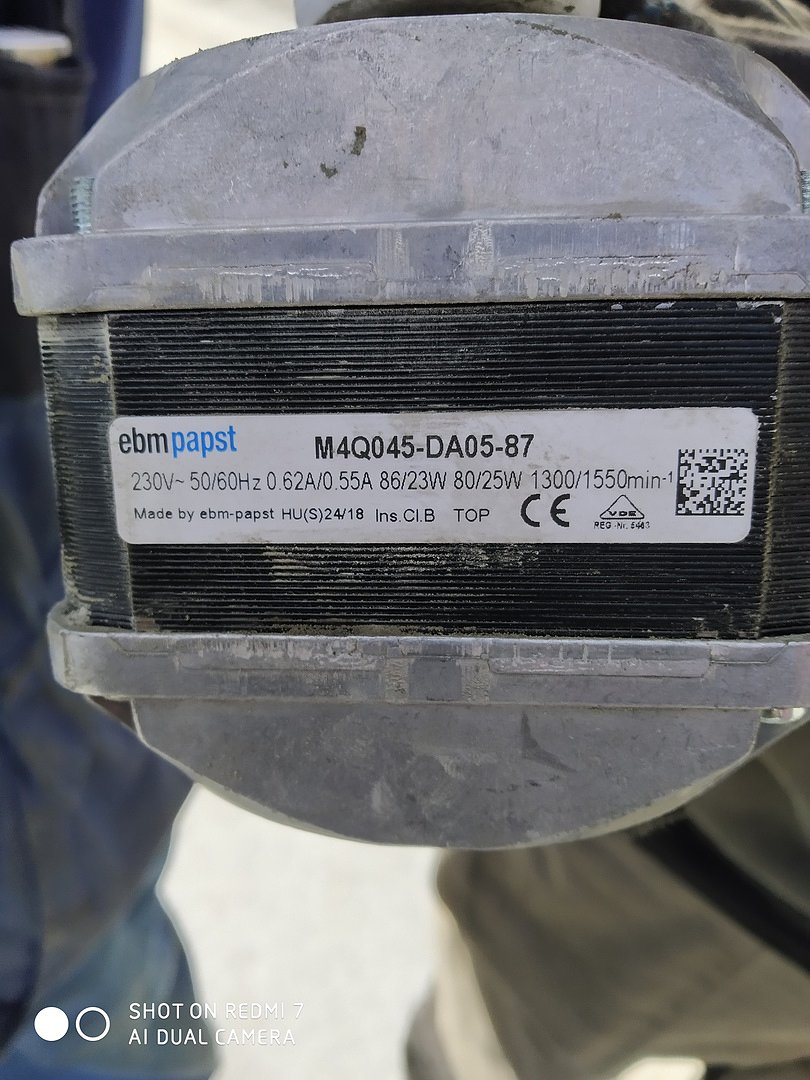 ebmpapst
M4Q045-DA05-87
230V~ 50/60Hz 0.62A/0.55A 86/23W 80/25W 1300/1550min-¹
Made by ebm-papst HU(S)24/18 Ins.Cl.B TOP CE VDE
REG.-Nr.
SHOT ON REDMI 7
AI DUAL CAMERA